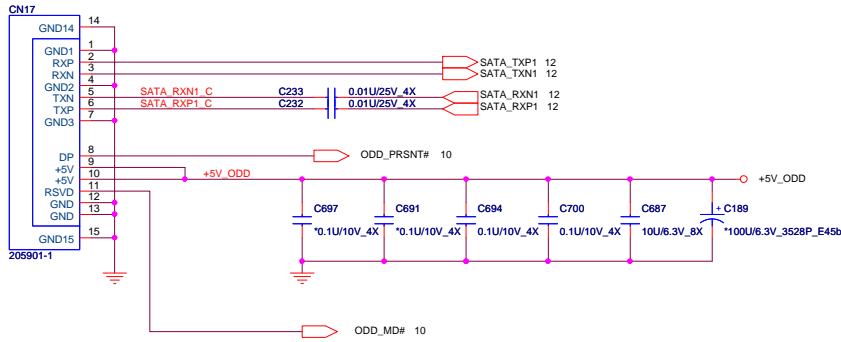 CN17
GND14 14
GND1 1
RXP 2 SATA_TXP1 12
RXN 3 SATA_TXN1 12
GND2 4
TXN 5 SATA_RXN1_C C233 0.01U/25V_4X SATA_RXN1 12
TXP 6 SATA_RXP1_C C232 0.01U/25V_4X SATA_RXP1 12
GND3 7
DP 8 ODD_PRSNT# 10
+5V 9
+5V 10 +5V_ODD +5V_ODD
RSVD 11
GND 12
GND 13
GND15 15
205901-1
C697 C691 C694 C700 C687 + C189
*0.1U/10V_4X *0.1U/10V_4X 0.1U/10V_4X 0.1U/10V_4X 10U/6.3V_8X *100U/6.3V_3528P_E45b
ODD_MD# 10